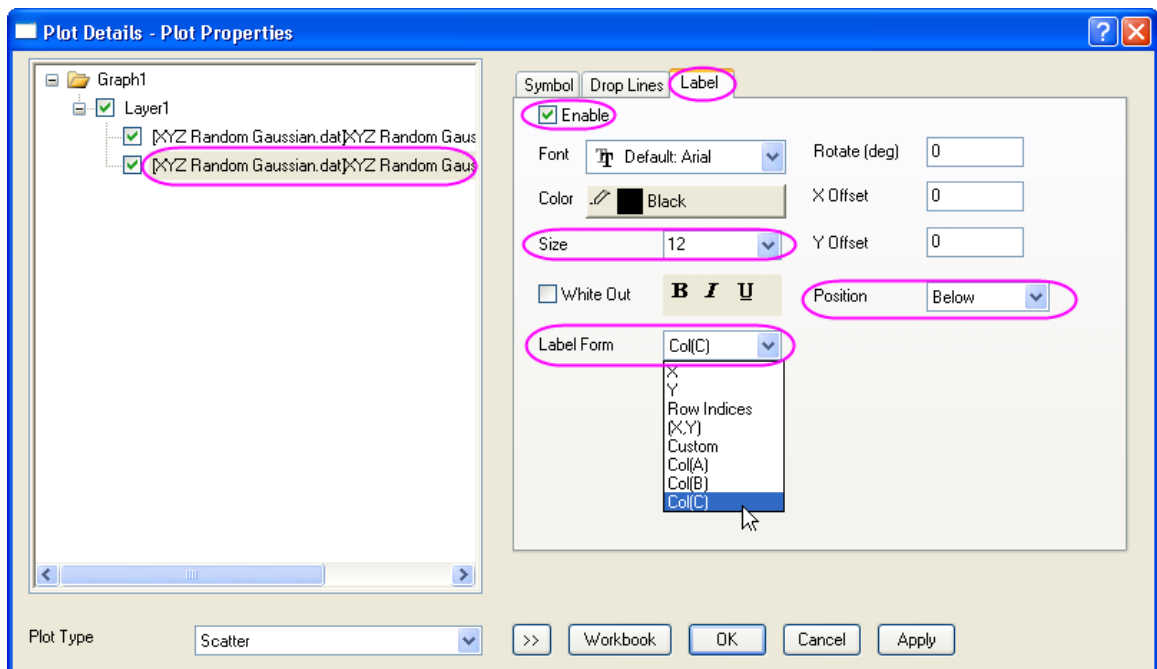 Plot Details - Plot Properties
Graph1
Layer1
[XYZ Random Gaussian.dat]XYZ Random Gaus
[XYZ Random Gaussian.dat]XYZ Random Gaus
Symbol Drop Lines Label
Enable
Font Default: Arial Rotate (deg) 0
Color Black X Offset 0
Size 12 Y Offset 0
White Out B I U Position Below
Label Form Col(C)
X
Y
Row Indices
(X,Y)
Custom
Col(A)
Col(B)
Col(C)
Plot Type Scatter >> Workbook OK Cancel Apply